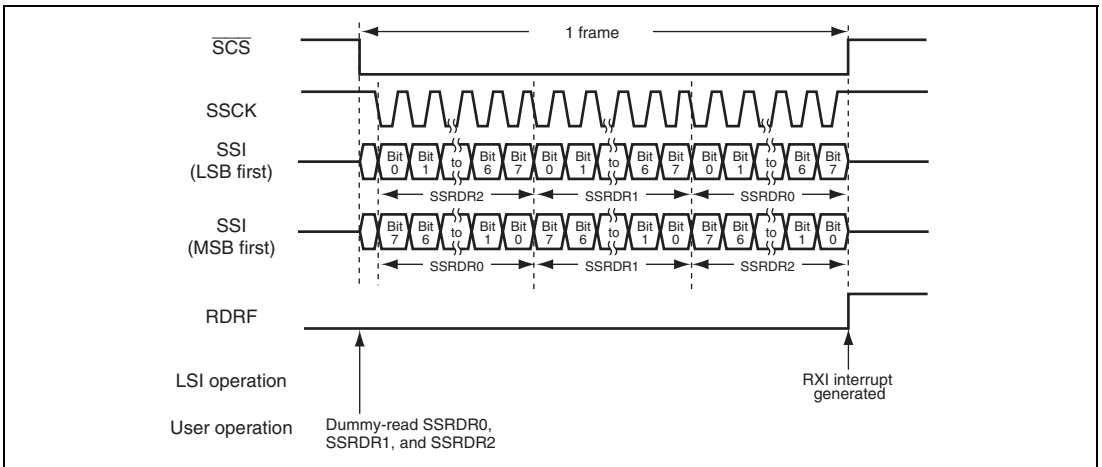 1 frame
SCS
SSCK
SSI
(LSB first)
Bit 0 Bit 1 to Bit 6 Bit 7 Bit 0 Bit 1 to Bit 6 Bit 7 Bit 0 Bit 1 to Bit 6 Bit 7
SSRDR2 SSRDR1 SSRDR0
SSI
(MSB first)
Bit 7 Bit 6 to Bit 1 Bit 0 Bit 7 Bit 6 to Bit 1 Bit 0 Bit 7 Bit 6 to Bit 1 Bit 0
SSRDR0 SSRDR1 SSRDR2
RDRF
LSI operation
RXI interrupt
generated
User operation
Dummy-read SSRDR0,
SSRDR1, and SSRDR2